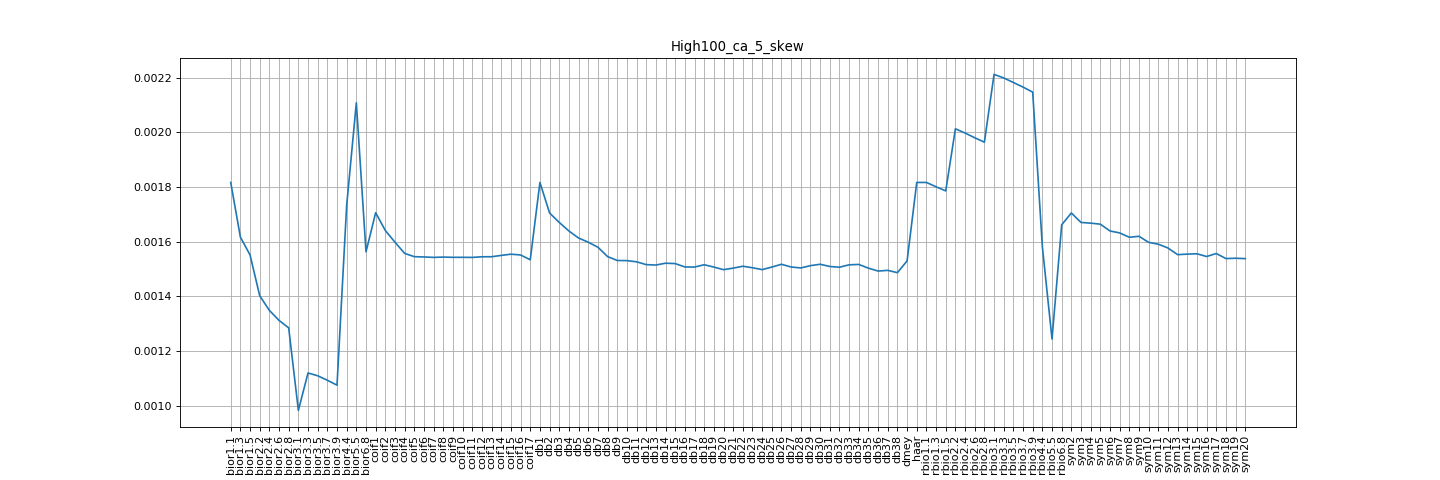 High100_ca_5_skew
0.0022
0.0020
0.0018
0.0016
0.0014
0.0012
0.0010
bior1.1
bior1.3
bior1.5
bior2.2
bior2.4
bior2.6
bior2.8
bior3.1
bior3.3
bior3.5
bior3.7
bior3.9
bior4.4
bior5.5
bior6.8
coif1
coif2
coif3
coif4
coif5
coif6
coif7
coif8
coif9
coif10
coif11
coif12
coif13
coif14
coif15
coif16
coif17
db1
db2
db3
db4
db5
db6
db7
db8
db9
db10
db11
db12
db13
db14
db15
db16
db17
db18
db19
db20
db21
db22
db23
db24
db25
db26
db27
db28
db29
db30
db31
db32
db33
db34
db35
db36
db37
db38
dmey
haar
rbio1.1
rbio1.3
rbio1.5
rbio2.2
rbio2.4
rbio2.6
rbio2.8
rbio3.1
rbio3.3
rbio3.5
rbio3.7
rbio3.9
rbio4.4
rbio5.5
rbio6.8
sym2
sym3
sym4
sym5
sym6
sym7
sym8
sym9
sym10
sym11
sym12
sym13
sym14
sym15
sym16
sym17
sym18
sym19
sym20